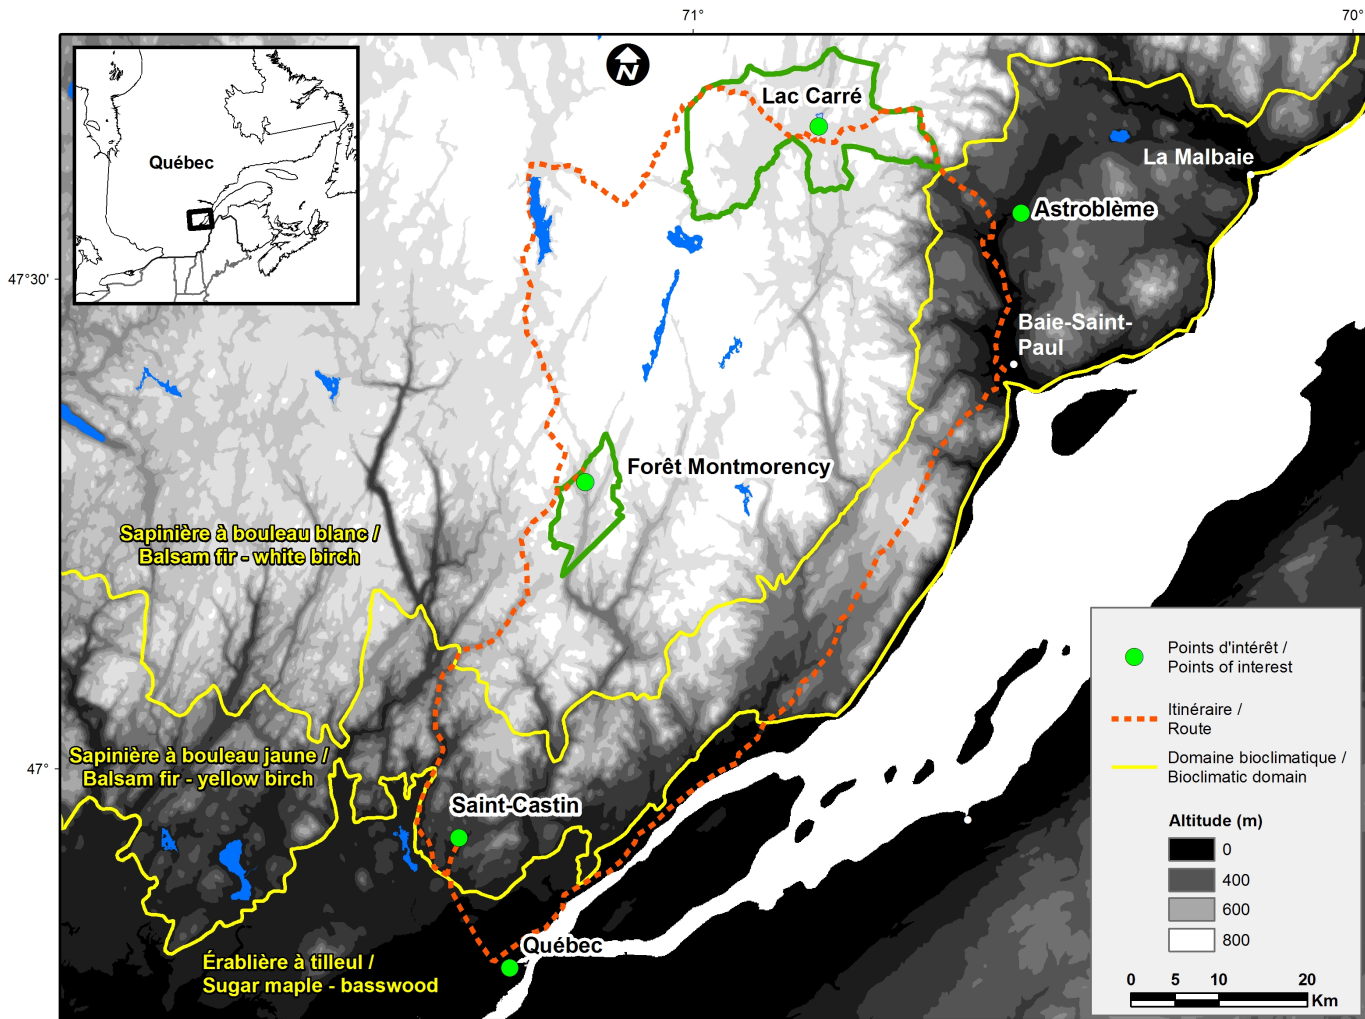 71°
70°
N
Lac Carré
La Malbaie
Québec
Astroblème
47°30'
Baie-Saint-
Paul
Forêt Montmorency
Sapinière à bouleau blanc /
Balsam fir - white birch
Points d'intérêt /
Points of interest
Itinéraire /
Route
Sapinière à bouleau jaune /
Balsam fir - yellow birch
Domaine bioclimatique /
Bioclimatic domain
47°
Saint-Castin
Altitude (m)
0
400
600
800
Québec
Érablière à tilleul /
Sugar maple - basswood
0 5 10 20
Km